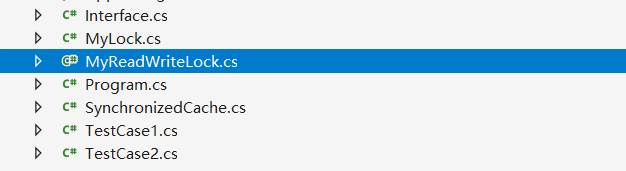 C# Interface.cs
C# MyLock.cs
C# MyReadWriteLock.cs
C# Program.cs
C# SynchronizedCache.cs
C# TestCase1.cs
C# TestCase2.cs